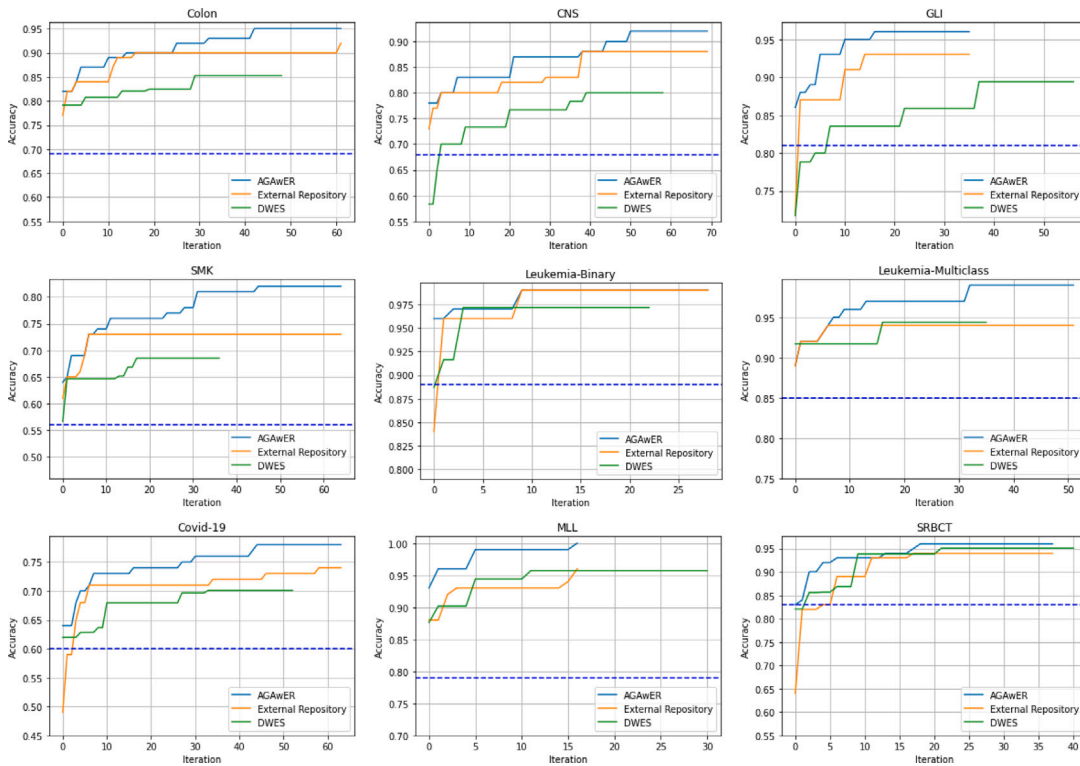 Colon
Accuracy
0.95
0.90
0.85
0.80
0.75
0.70
0.65
0.60
0.55
AGAwER
External Repository
DWES
0 10 20 30 40 50 60
Iteration
CNS
Accuracy
0.90
0.85
0.80
0.75
0.70
0.65
0.60
0.55
AGAwER
External Repository
DWES
0 10 20 30 40 50 60 70
Iteration
GLI
Accuracy
0.95
0.90
0.85
0.80
0.75
AGAwER
External Repository
DWES
0 10 20 30 40 50
Iteration
SMK
Accuracy
0.80
0.75
0.70
0.65
0.60
0.55
0.50
AGAwER
External Repository
DWES
0 10 20 30 40 50 60
Iteration
Leukemia-Binary
Accuracy
0.975
0.950
0.925
0.900
0.875
0.850
0.825
0.800
AGAwER
External Repository
DWES
0 5 10 15 20 25
Iteration
Leukemia-Multiclass
Accuracy
0.95
0.90
0.85
0.80
0.75
AGAwER
External Repository
DWES
0 10 20 30 40 50
Iteration
Covid-19
Accuracy
0.75
0.70
0.65
0.60
0.55
0.50
0.45
AGAwER
External Repository
DWES
0 10 20 30 40 50 60
Iteration
MLL
Accuracy
1.00
0.95
0.90
0.85
0.80
0.75
0.70
AGAwER
External Repository
DWES
0 5 10 15 20 25 30
Iteration
SRBCT
Accuracy
0.95
0.90
0.85
0.80
0.75
0.70
0.65
0.60
0.55
AGAwER
External Repository
DWES
0 5 10 15 20 25 30 35 40
Iteration